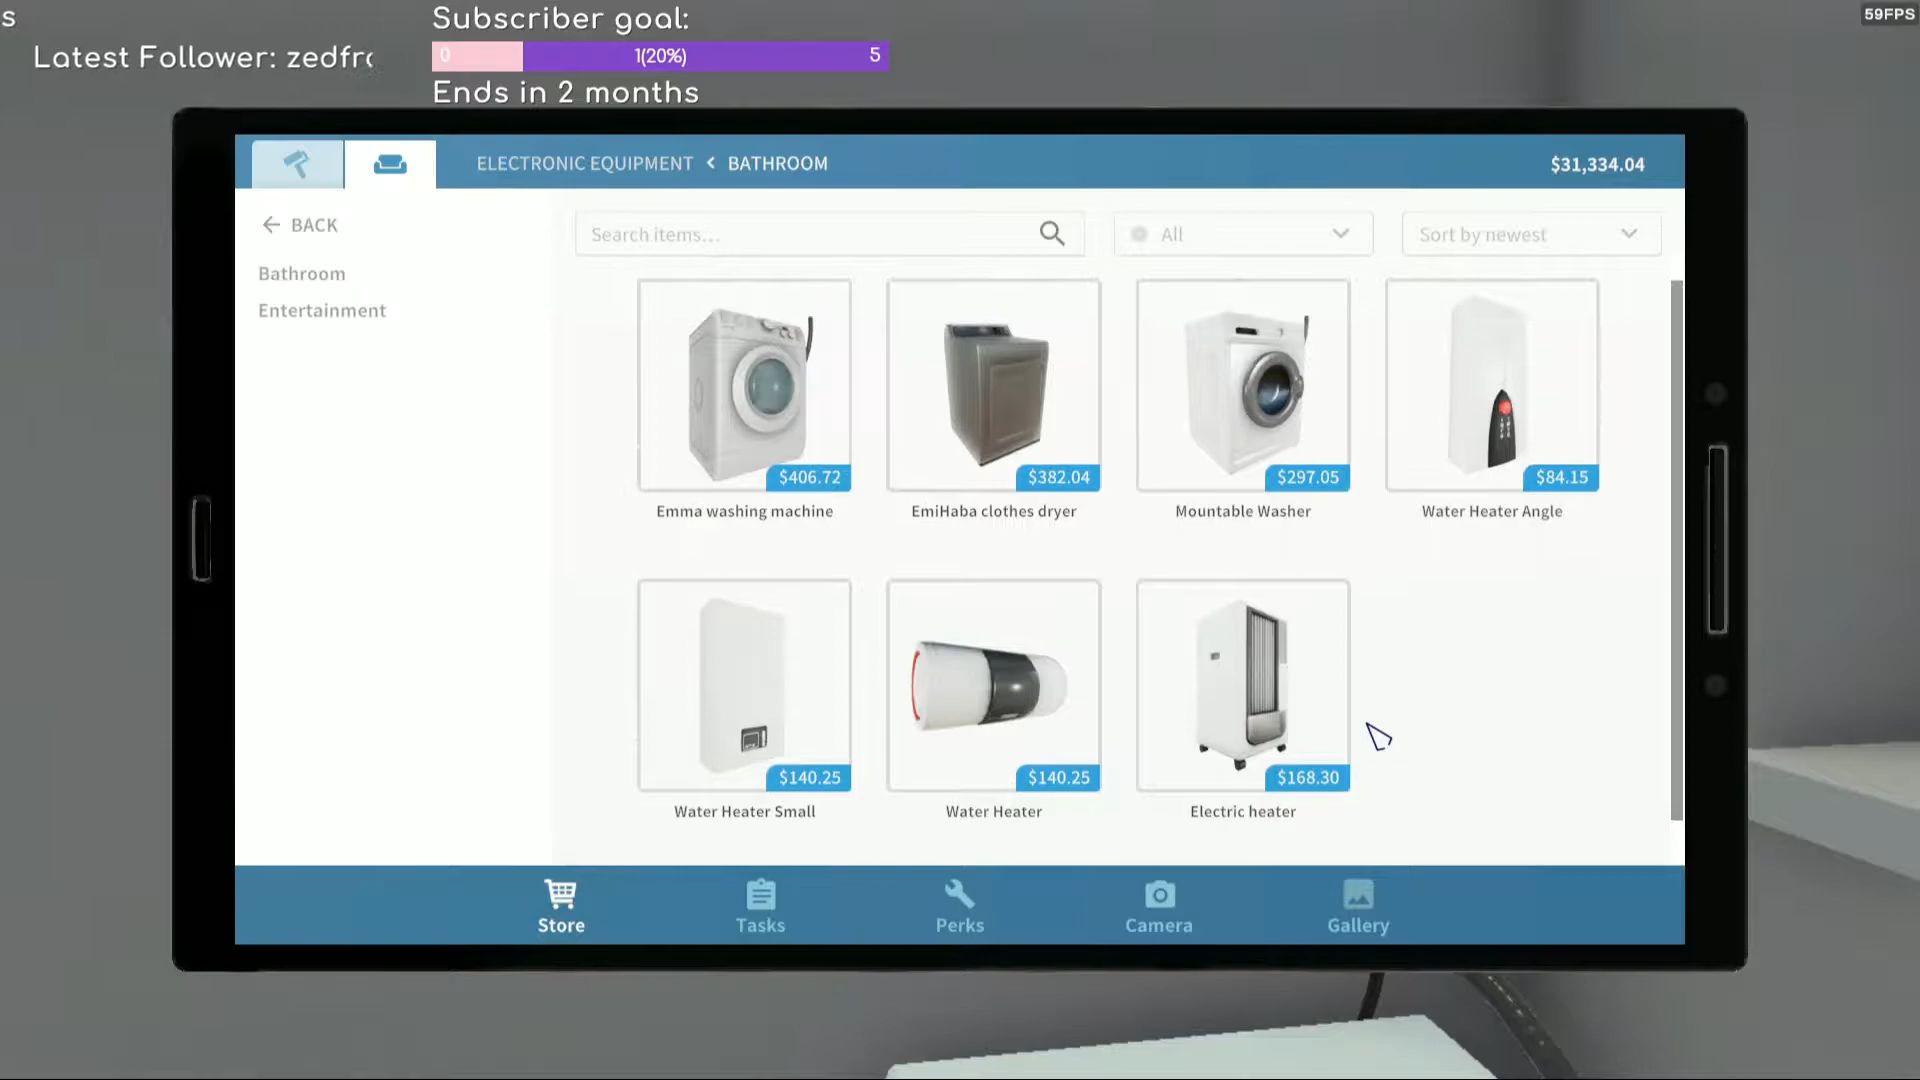 s
Subscriber goal:
59FPS
Latest Follower:
0
1(20%)
5
Ends in 2 months
ELECTRONIC EQUIPMENT < BATHROOM
$31,334.04
BACK
Search items...
All
Sort by newest
Bathroom
Entertainment
$406.72
$382.04
$297.05
$84.15
Emma washing machine
EmiHaba clothes dryer
Mountable Washer
Water Heater Angle
$140.25
$140.25
$168.30
Water Heater Small
Water Heater
Electric heater
Store
Tasks
Perks
Camera
Gallery